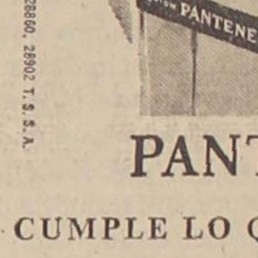 PANTENE
28860, 28902 T. S. S. A.
PANT
CUMPLE LO Q